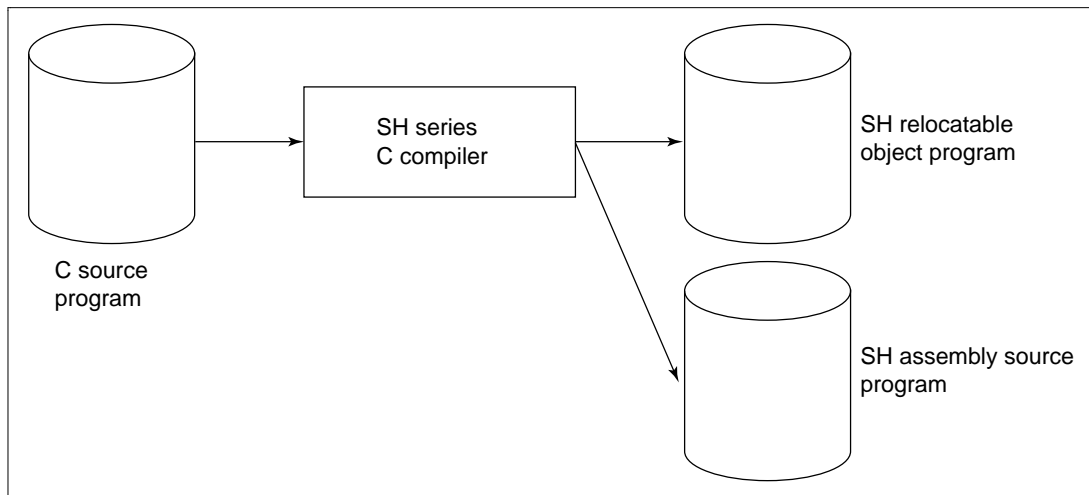 C source
program
SH series
C compiler
SH relocatable
object program
SH assembly source
program